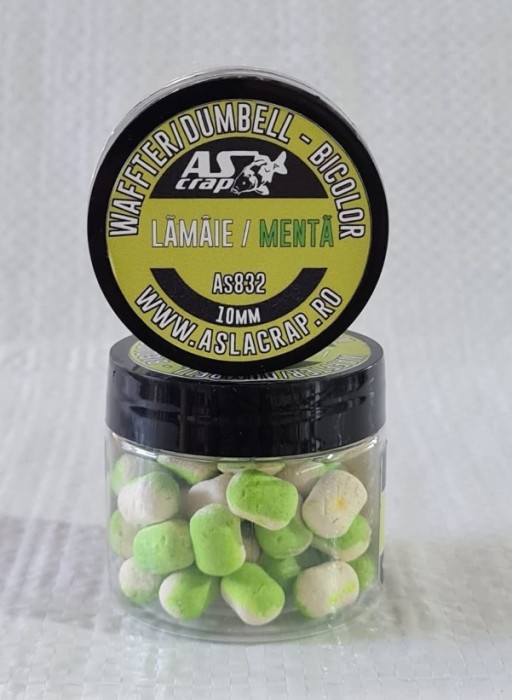 WAFFTER/DUMBELL - BICOLOR
AS
crap
LĂMÂIE / MENTĂ
AS832
10MM
WWW.ASLACRAP.RO